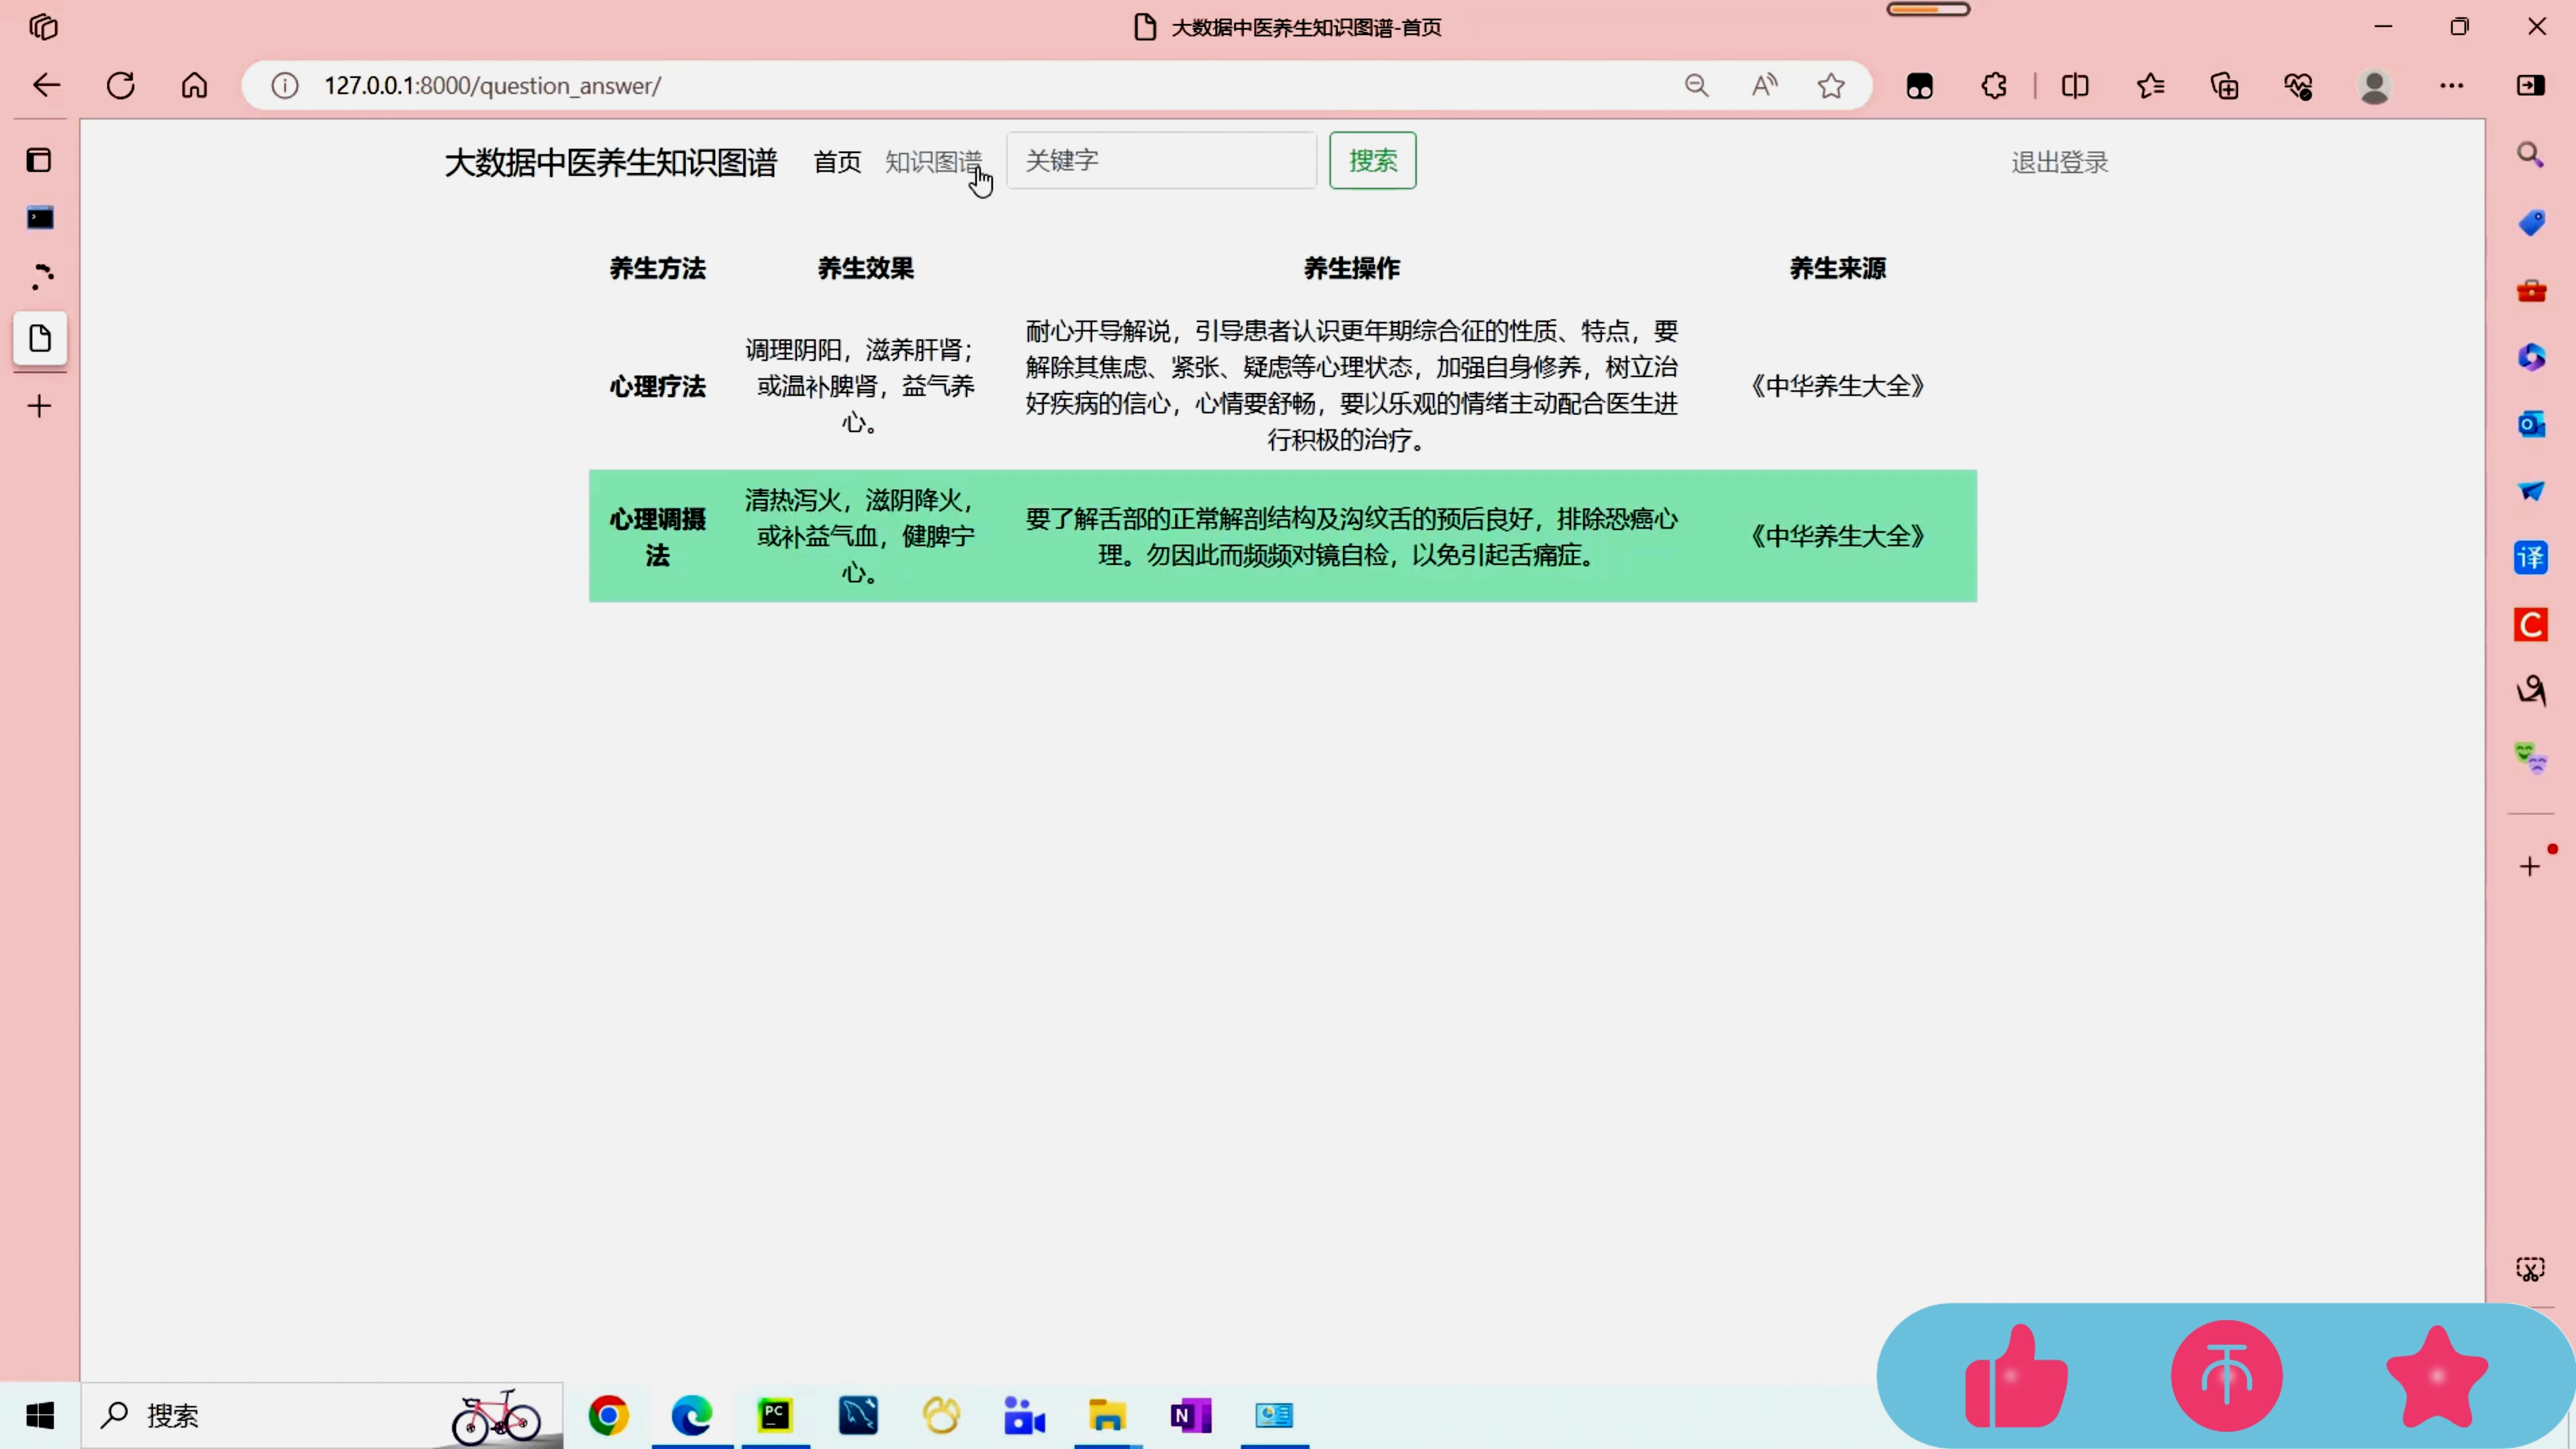 大数据中医养生知识图谱-首页
127.0.0.1:8000/question_answer/
大数据中医养生知识图谱 首页 知识图谱 关键字 搜索 退出登录
养生方法 养生效果 养生操作 养生来源
心理疗法
调理阴阳，滋养肝肾；
或温补脾肾，益气养
心。
耐心开导解说，引导患者认识更年期综合征的性质、特点，要
解除其焦虑、紧张、疑虑等心理状态，加强自身修养，树立治
好疾病的信心，心情要舒畅，要以乐观的情绪主动配合医生进
行积极的治疗。
《中华养生大全》
心理调摄
法
清热泻火，滋阴降火，
或补益气血，健脾宁
心。
要了解舌部的正常解剖结构及沟纹舌的预后良好，排除恐癌心
理。勿因此而频频对镜自检，以免引起舌痛症。
《中华养生大全》
译
C
搜索
PC
N